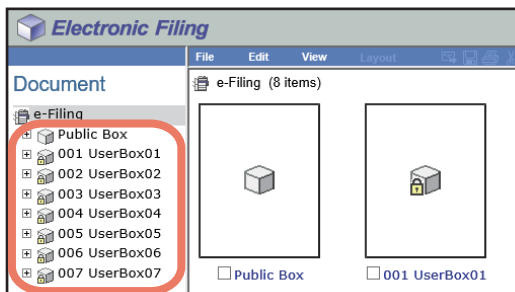 Electronic Filing
File Edit View Layout
Document
e-Filing (8 items)
e-Filing
Public Box
001 UserBox01
002 UserBox02
003 UserBox03
004 UserBox04
005 UserBox05
006 UserBox06
007 UserBox07
Public Box 001 UserBox01